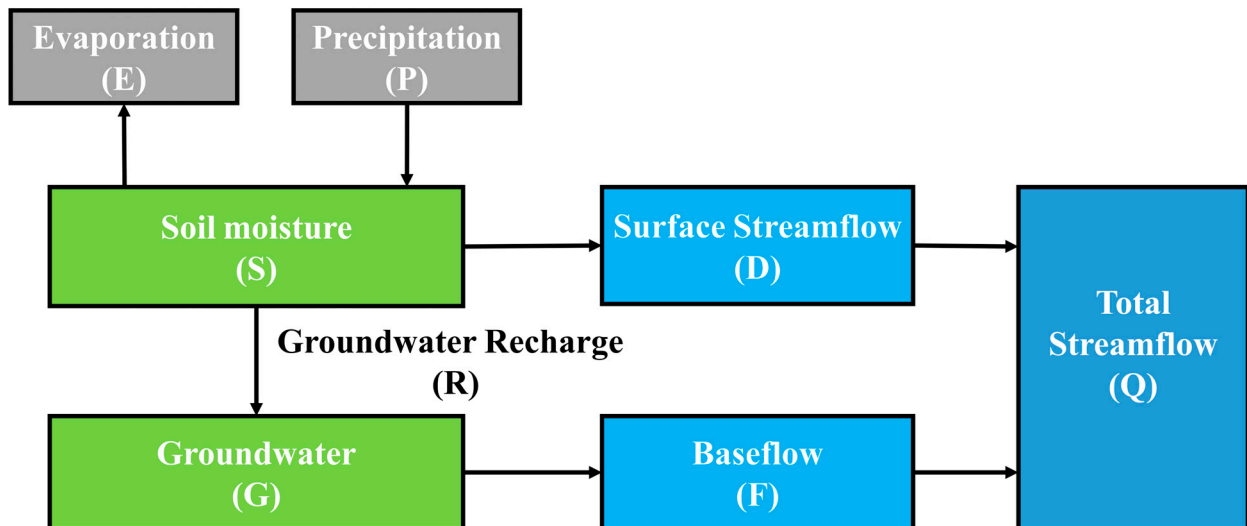 Evaporation
(E)
Precipitation
(P)
Soil moisture
(S)
Surface Streamflow
(D)
Total
Streamflow
(Q)
Groundwater Recharge
(R)
Groundwater
(G)
Baseflow
(F)